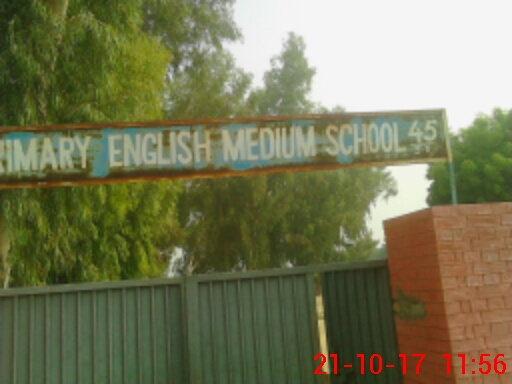 RIMARY ENGLISH MEDIUM SCHOOL 45
21-10-17 11:56